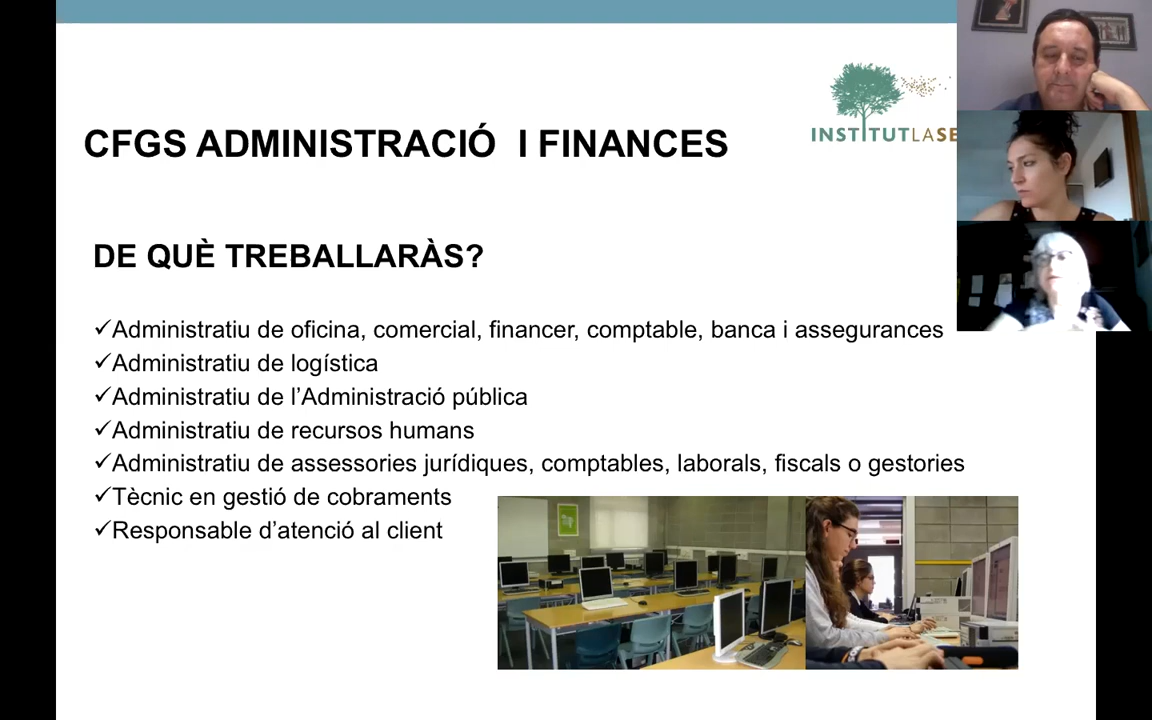 INSTITUTLASE
CFGS ADMINISTRACIÓ I FINANCES
DE QUÈ TREBALLARÀS?
✓Administratiu de oficina, comercial, financer, comptable, banca i assegurances
✓Administratiu de logística
✓Administratiu de l’Administració pública
✓Administratiu de recursos humans
✓Administratiu de assessories jurídiques, comptables, laborals, fiscals o gestories
✓Tècnic en gestió de cobraments
✓Responsable d’atenció al client